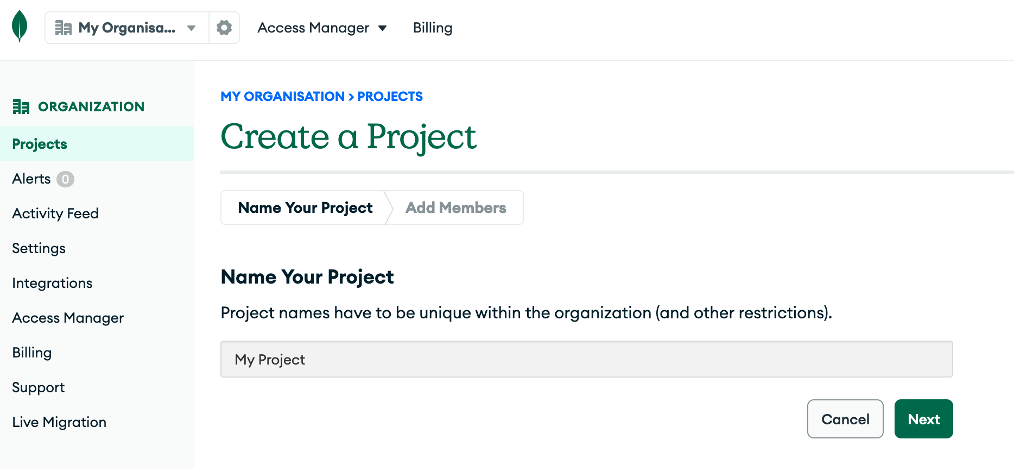 My Organisa...
Access Manager
Billing
ORGANIZATION
Projects
Alerts 0
Activity Feed
Settings
Integrations
Access Manager
Billing
Support
Live Migration
MY ORGANISATION > PROJECTS
Create a Project
Name Your Project
Add Members
Name Your Project
Project names have to be unique within the organization (and other restrictions).
My Project
Cancel
Next